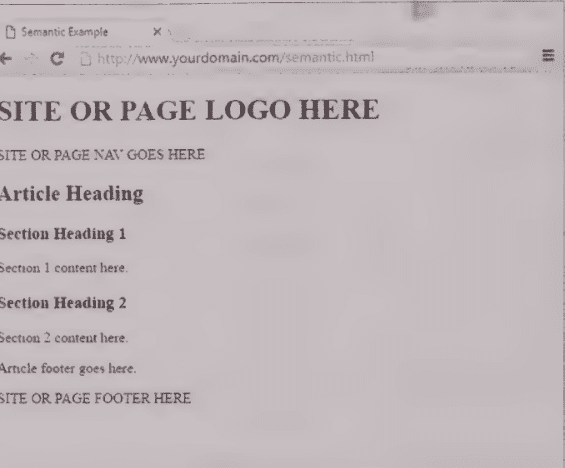 Semantic Example
http://www.yourdomain.com/semantic.html
SITE OR PAGE LOGO HERE
SITE OR PAGE NAV GOES HERE
Article Heading
Section Heading 1
Section 1 content here.
Section Heading 2
Section 2 content here.
Article footer goes here.
SITE OR PAGE FOOTER HERE